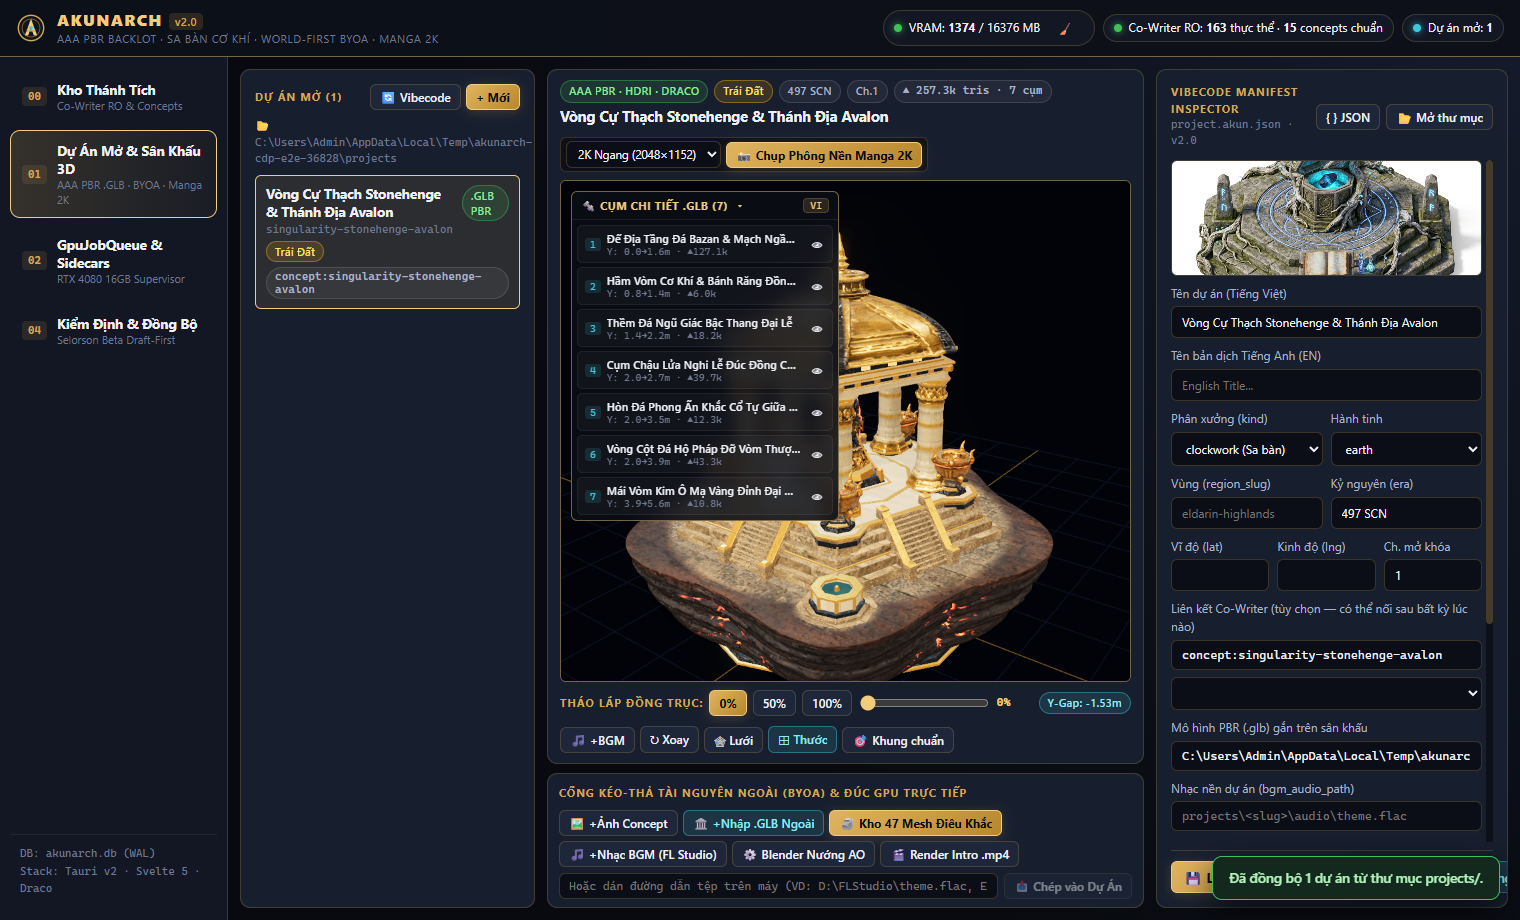 AKUNARCH v2.0
AAA PBR BACKLOT · SA BÀN CƠ KHÍ · WORLD-FIRST BYOA · MANGA 2K
VRAM: 1374 / 16376 MB
Co-Writer RO: 163 thực thể · 15 concepts chuẩn
Dự án mở: 1
00
Kho Thánh Tích
Co-Writer RO & Concepts
01
Dự Án Mở & Sân Khấu
3D
AAA PBR .GLB · BYOA · Manga
2K
02
GpuJobQueue &
Sidecars
RTX 4080 16GB Supervisor
04
Kiểm Định & Đồng Bộ
Selorson Beta Draft-First
DB: akunarch.db (WAL)
Stack: Tauri v2 · Svelte 5 ·
Draco
DỰ ÁN MỞ (1)
Vibecode
+ Mới
C:\Users\Admin\AppData\Local\Temp\akunarch-
cdp-e2e-36828\projects
Vòng Cự Thạch Stonehenge
& Thánh Địa Avalon
.GLB
PBR
singularity-stonehenge-avalon
Trái Đất
concept:singularity-stonehenge-
avalon
AAA PBR · HDRI · DRACO
Trái Đất
497 SCN
Ch.1
▲ 257.3k tris · 7 cụm
Vòng Cự Thạch Stonehenge & Thánh Địa Avalon
2K Ngang (2048×1152)
Chụp Phông Nền Manga 2K
CỤM CHI TIẾT .GLB (7)
VI
1
Đế Địa Tầng Đá Bazan & Mạch Ngầ...
Y: 0.0→1.6m · ▲127.1k
2
Hầm Vòm Cơ Khí & Bánh Răng Đồn...
Y: 0.8→1.4m · ▲6.0k
3
Thềm Đá Ngũ Giác Bậc Thang Đại Lễ
Y: 1.4→2.2m · ▲18.2k
4
Cụm Chậu Lửa Nghi Lễ Đúc Đồng C...
Y: 2.0→2.7m · ▲39.7k
5
Hòn Đá Phong Ấn Khắc Cổ Tự Giữa ...
Y: 2.0→3.5m · ▲12.3k
6
Vòng Cột Đá Hộ Pháp Đỡ Vòm Thượ...
Y: 2.0→3.9m · ▲43.3k
7
Mái Vòm Kim Ô Mạ Vàng Đỉnh Đại ...
Y: 3.9→5.6m · ▲10.8k
THÁO LẮP ĐỒNG TRỤC:
0%
50%
100%
0%
Y-Gap: -1.53m
+BGM
↻ Xoay
Lưới
Thước
Khung chuẩn
CỔNG KÉO-THẢ TÀI NGUYÊN NGOÀI (BYOA) & ĐÚC GPU TRỰC TIẾP
+Ảnh Concept
+Nhập .GLB Ngoài
Kho 47 Mesh Điêu Khắc
+Nhạc BGM (FL Studio)
Blender Nướng AO
Render Intro .mp4
Hoặc dán đường dẫn tệp trên máy (VD: D:\FLStudio\theme.flac, E
Chép vào Dự Án
VIBECODE MANIFEST
INSPECTOR
project.akun.json ·
v2.0
{ } JSON
Mở thư mục
Tên dự án (Tiếng Việt)
Vòng Cự Thạch Stonehenge & Thánh Địa Avalon
Tên bản dịch Tiếng Anh (EN)
English Title...
Phân xưởng (kind)
Hành tinh
clockwork (Sa bàn)
earth
Vùng (region_slug)
Kỷ nguyên (era)
eldarin-highlands
497 SCN
Vĩ độ (lat)
Kinh độ (lng)
Ch. mở khóa
1
Liên kết Co-Writer (tùy chọn — có thể nối sau bất kỳ lúc
nào)
concept:singularity-stonehenge-avalon
Mô hình PBR (.glb) gắn trên sân khấu
C:\Users\Admin\AppData\Local\Temp\akunarc
Nhạc nền dự án (bgm_audio_path)
projects\<slug>\audio\theme.flac
Đã đồng bộ 1 dự án từ thư mục projects/.